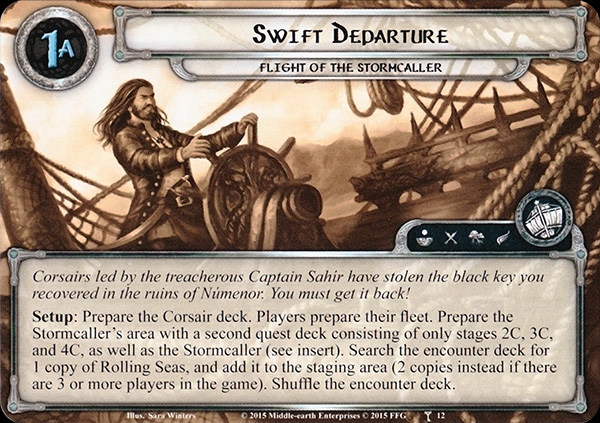 1A
SWIFT DEPARTURE
FLIGHT OF THE STORMCALLER
Corsairs led by the treacherous Captain Sahír have stolen the black key you
recovered in the ruins of Númenor. You must get it back!
Setup: Prepare the Corsair deck. Players prepare their fleet. Prepare the
Stormcaller's area with a second quest deck consisting of only stages 2C, 3C,
and 4C, as well as the Stormcaller (see insert). Search the encounter deck for
1 copy of Rolling Seas, and add it to the staging area (2 copies instead if there
are 3 or more players in the game). Shuffle the encounter deck.
Illus. Sara Winters © 2015 Middle-earth Enterprises © 2015 FFG 12